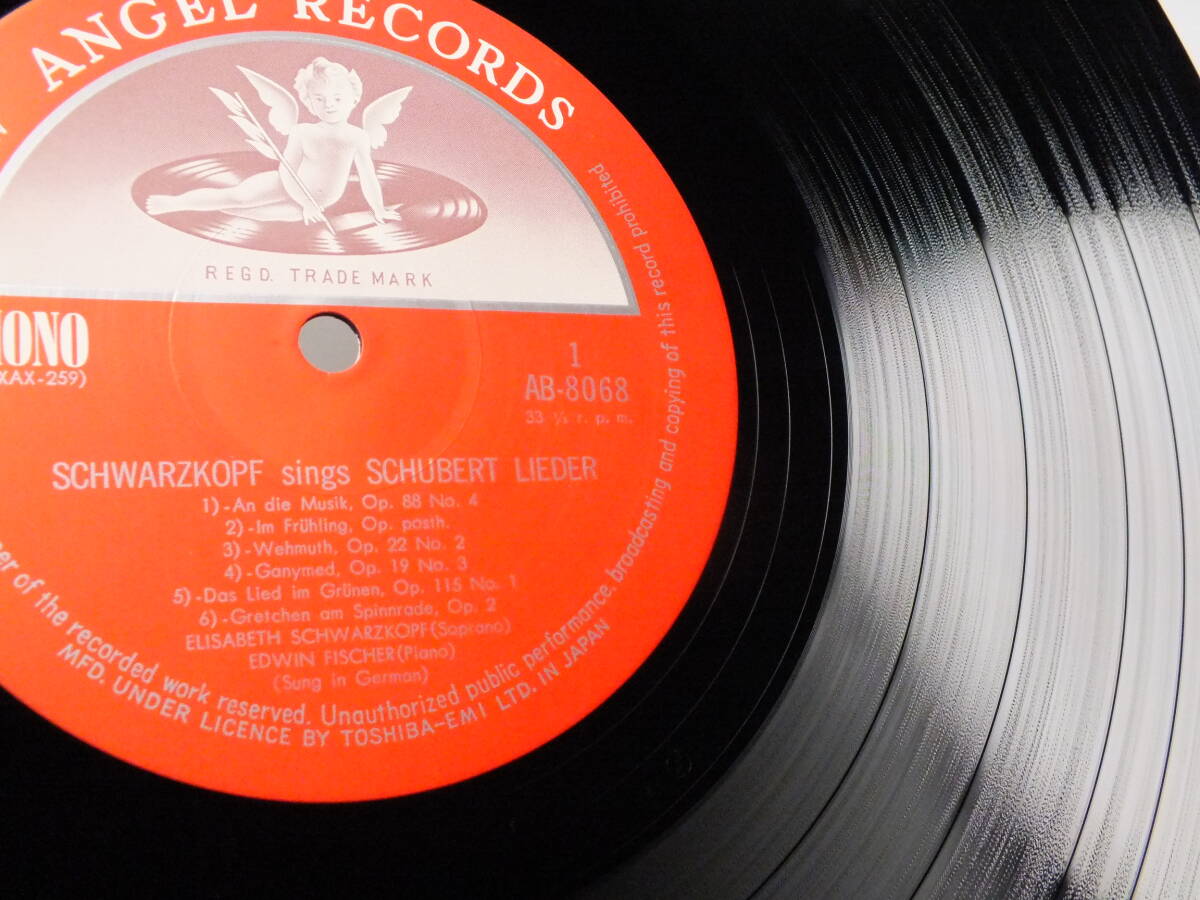 ANGEL RECORDS
REGD. TRADE MARK
MONO
XAX-259)
1
AB-8068
33 ⅓ r. p. m.
SCHWARZKOPF sings SCHUBERT LIEDER
1)-An die Musik, Op. 88 No. 4
2)-Im Frühling, Op. posth.
3)-Wehmuth, Op. 22 No. 2
4)-Ganymed, Op. 19 No. 3
5)-Das Lied im Grünen, Op. 115 No. 1
6)-Gretchen am Spinnrade, Op. 2
ELISABETH SCHWARZKOPF(Soprano)
EDWIN FISCHER(Piano)
(Sung in German)
of the recorded work reserved. Unauthorized public performance, broadcasting and copying of this record prohibited
MFD. UNDER LICENCE BY TOSHIBA-EMI LTD. IN JAPAN